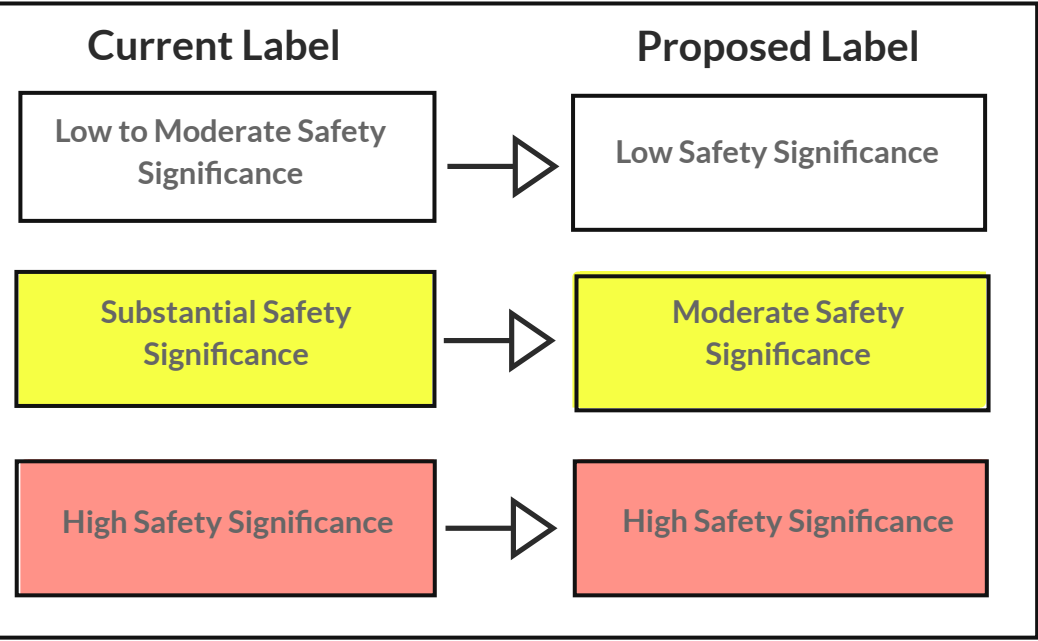 Current Label
Proposed Label
Low to Moderate Safety
Significance
Low Safety Significance
Substantial Safety
Significance
Moderate Safety
Significance
High Safety Significance
High Safety Significance